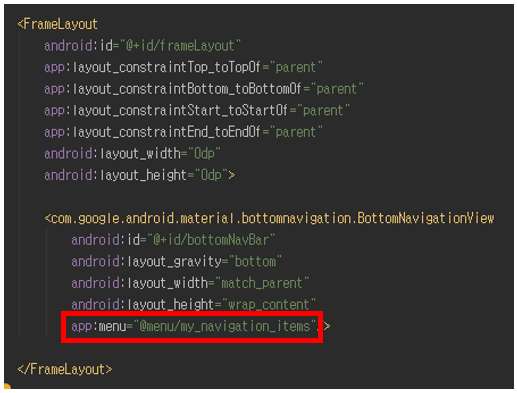 <FrameLayout
android:id="@+id/frameLayout"
app:layout_constraintTop_toTopOf="parent"
app:layout_constraintBottom_toBottomOf="parent"
app:layout_constraintStart_toStartOf="parent"
app:layout_constraintEnd_toEndOf="parent"
android:layout_width="0dp"
android:layout_height="0dp">
<com.google.android.material.bottomnavigation.BottomNavigationView
android:id="@+id/bottomNavBar"
android:layout_gravity="bottom"
android:layout_width="match_parent"
android:layout_height="wrap_content"
app:menu="@menu/my_navigation_items"/>
</FrameLayout>